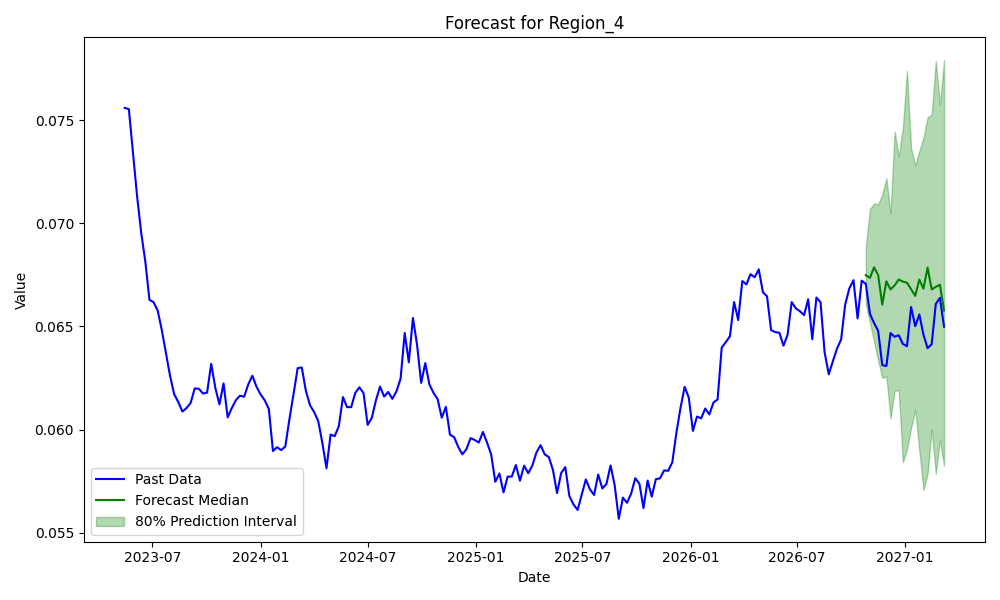 Forecast for Region_4
Value
0.075
0.070
0.065
0.060
0.055
Past Data
Forecast Median
80% Prediction Interval
2023-07
2024-01
2024-07
2025-01
2025-07
2026-01
2026-07
2027-01
Date